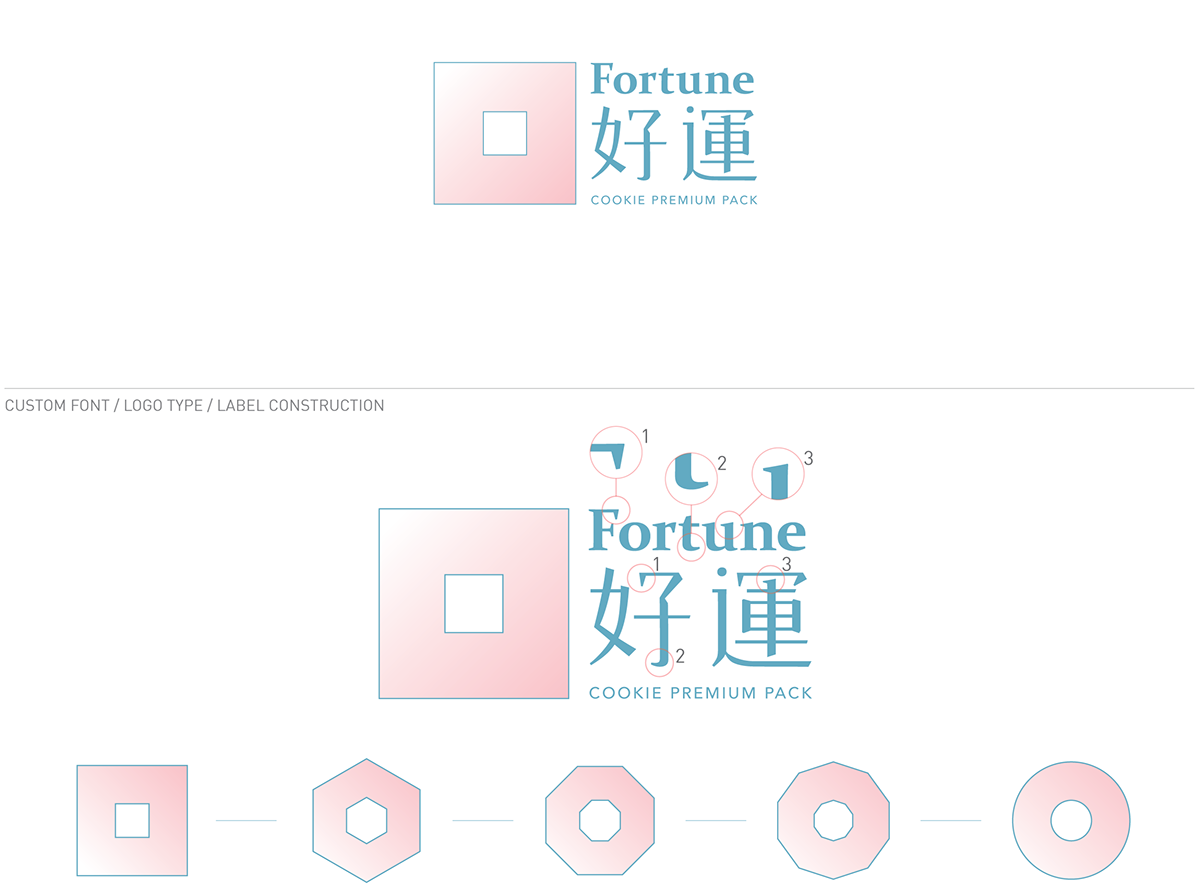 Fortune
好運
COOKIE PREMIUM PACK
CUSTOM FONT / LOGO TYPE / LABEL CONSTRUCTION
1
2
3
Fortune
1
3
好運
2
COOKIE PREMIUM PACK